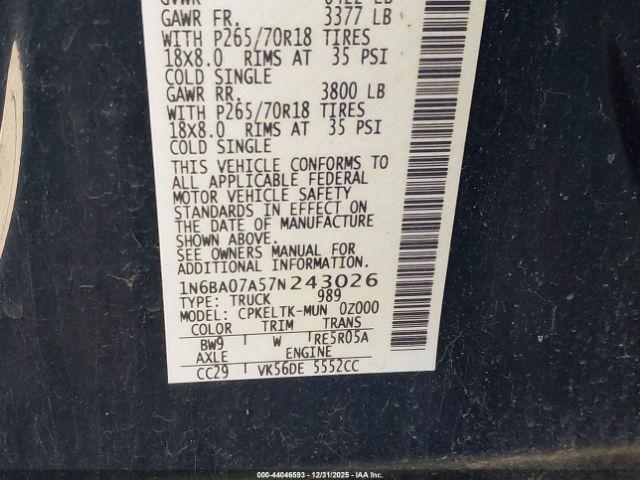 GVWR 6422 LB
GAWR FR. 3377 LB
WITH P265/70R18 TIRES
18X8.0 RIMS AT 35 PSI
COLD SINGLE
GAWR RR. 3800 LB
WITH P265/70R18 TIRES
18X8.0 RIMS AT 35 PSI
COLD SINGLE
THIS VEHICLE CONFORMS TO
ALL APPLICABLE FEDERAL
MOTOR VEHICLE SAFETY
STANDARDS IN EFFECT ON
THE DATE OF MANUFACTURE
SHOWN ABOVE.
SEE OWNERS MANUAL FOR
ADDITIONAL INFORMATION.
1N6BA07A57N243026
TYPE: TRUCK 989
MODEL: CPKELTK-MUN 0Z000
COLOR TRIM TRANS
BW9 W RE5R05A
AXLE ENGINE
CC29 VK56DE 5552CC
000-44046593 - 12/31/2025 - IAA Inc.